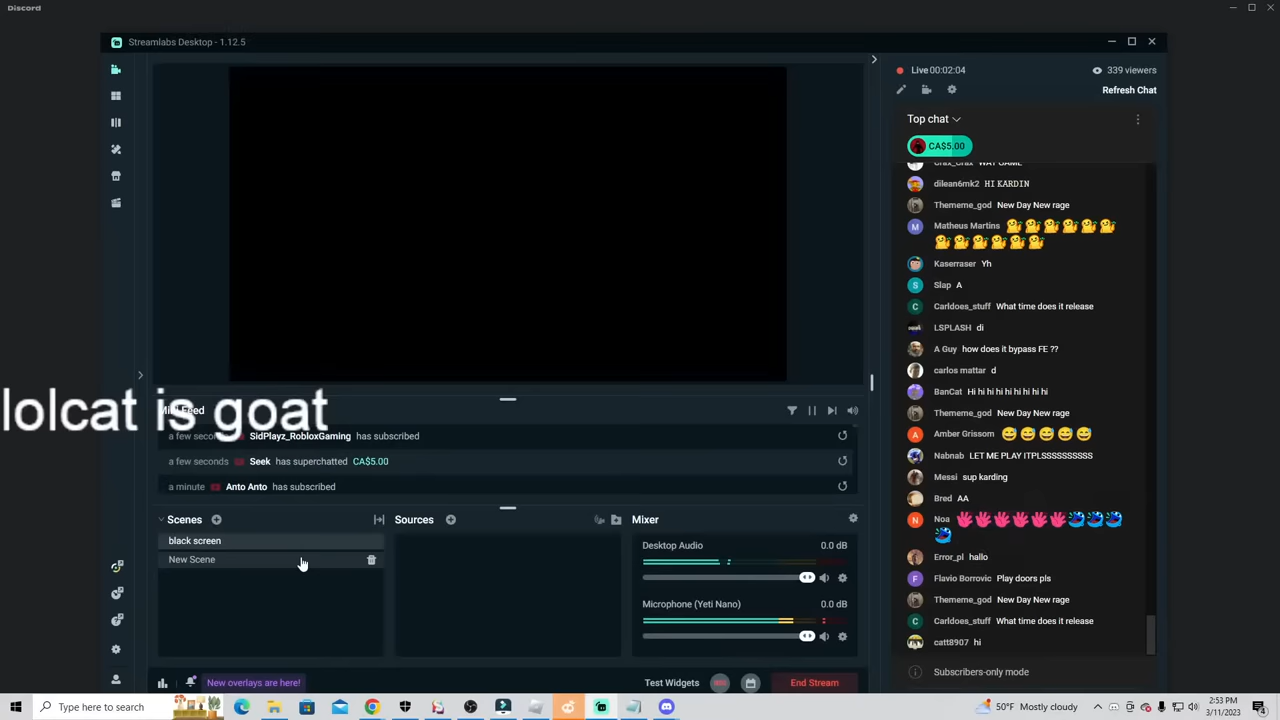 Discord
Streamlabs Desktop - 1.12.5
Live 00:02:04
339 viewers
Refresh Chat
Top chat
CA$5.00
Crax_Crax WAY GAME
dilean6mk2 HI KARDIN
Thememe_god New Day New rage
M Matheus Martins
Kaserraser Yh
S Slap A
C Carldoes_stuff What time does it release
LSPLASH di
A Guy how does it bypass FE ??
carlos mattar d
BanCat Hi hi hi hi hi hi hi hi hi
Thememe_god New Day New rage
A Amber Grissom
Nabnab LET ME PLAY ITPLSSSSSSSSS
Messi sup karding
Bred AA
N Noa
Error_pl hallo
F Flavio Borrovic Play doors pls
Thememe_god New Day New rage
C Carldoes_stuff What time does it release
catt8907 hi
Subscribers-only mode
lolcat is goat
Feed
a few seconds SidPlayz_RobloxGaming has subscribed
a few seconds Seek has superchatted CA$5.00
a minute Anto Anto has subscribed
Scenes
black screen
New Scene
Sources
Mixer
Desktop Audio 0.0 dB
Microphone (Yeti Nano) 0.0 dB
New overlays are here!
Test Widgets
REC
End Stream
Type here to search
50°F Mostly cloudy
2:53 PM
3/11/2023